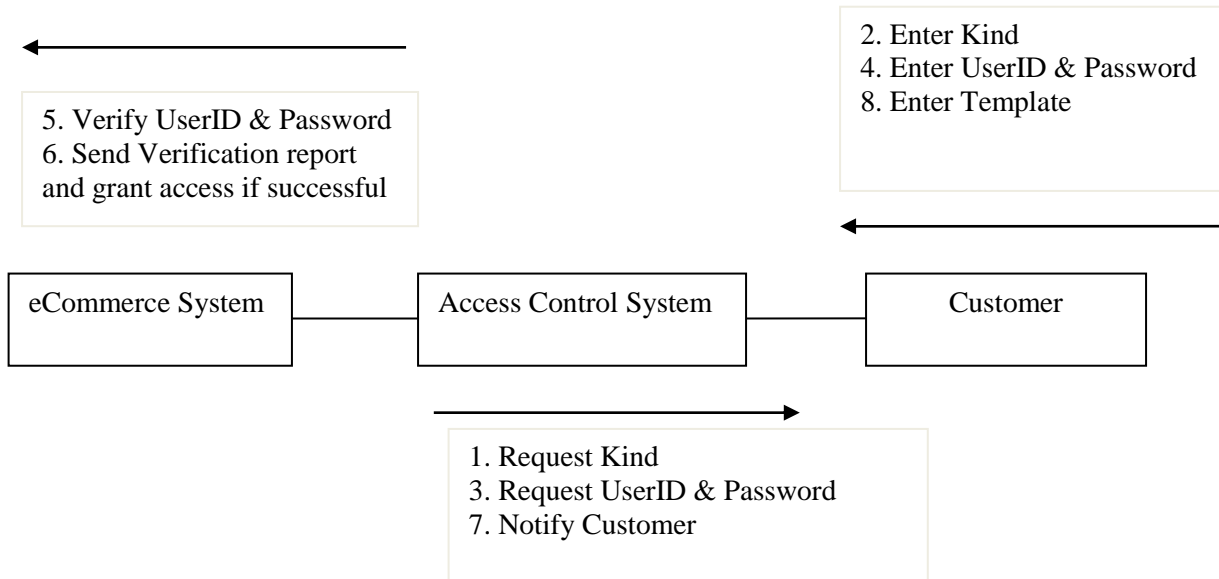 2. Enter Kind
4. Enter UserID & Password
8. Enter Template
5. Verify UserID & Password
6. Send Verification report
and grant access if successful
eCommerce System
Access Control System
Customer
1. Request Kind
3. Request UserID & Password
7. Notify Customer